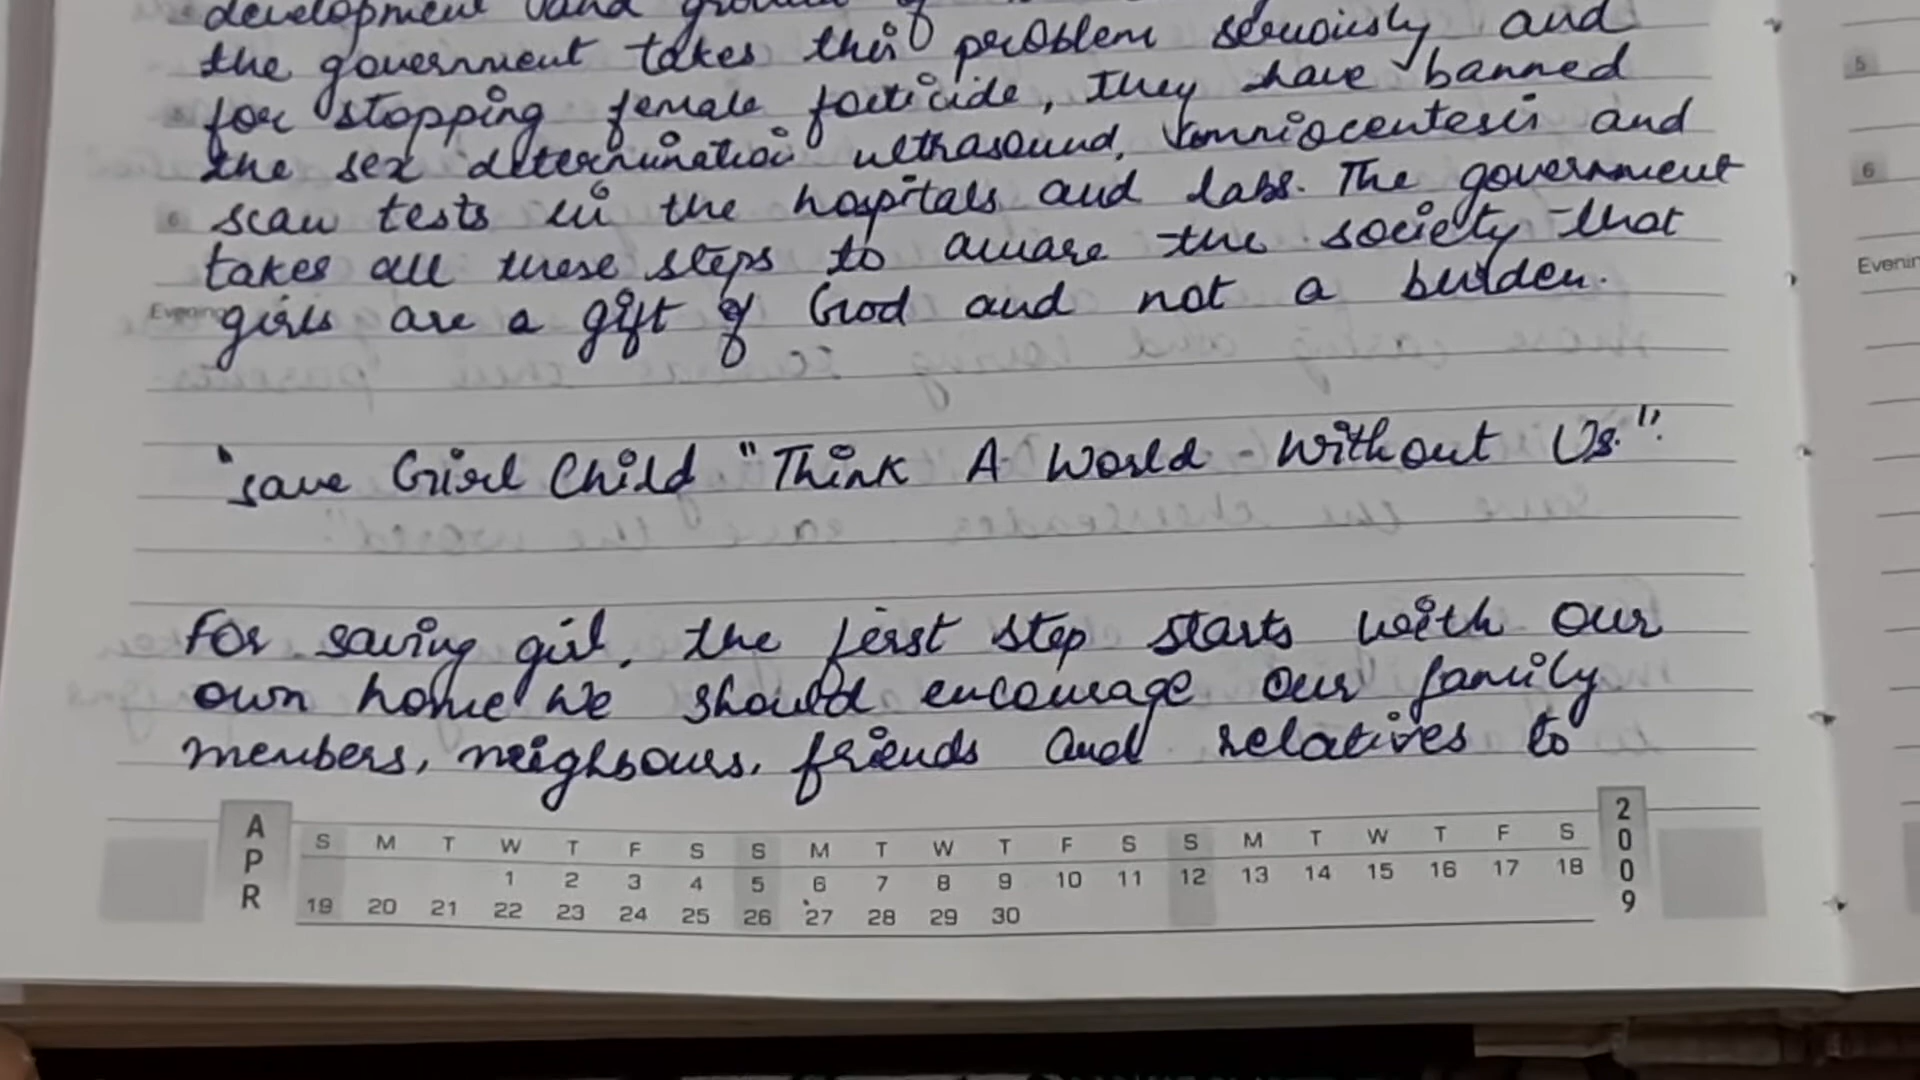 development and
the government takes this problem seriously and
for stopping female foeticide, they have banned
the sex determination ultrasound, amniocentesis and
6 scan tests in the hospitals and labs. The government
takes all these steps to aware the society that
Evening girls are a gift of God and not a burden.
"save Girl Child "Think A World - Without Us."
For saving girl, the first step starts with our
own home we should encourage our family
members, neighbours, friends and relatives to
APR 2009
S M T W T F S S M T W T F S S M T W T F S
1 2 3 4 5 6 7 8 9 10 11 12 13 14 15 16 17 18
19 20 21 22 23 24 25 26 27 28 29 30
5
6